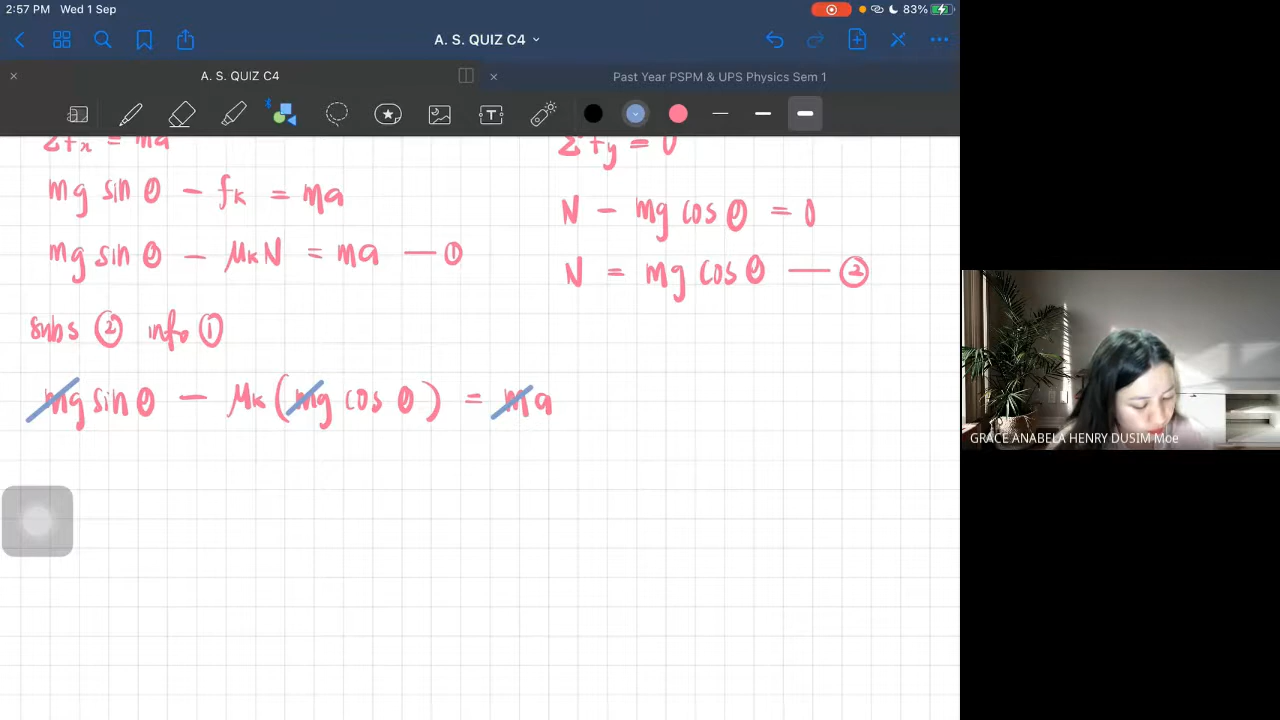 2:57 PM Wed 1 Sep
83%
A. S. QUIZ C4
A. S. QUIZ C4
Past Year PSPM & UPS Physics Sem 1
Σfx = ma
mg sin θ − fk = ma
mg sin θ − μkN = ma — ①
subs ② into ①
mg sin θ − μk (mg cos θ) = ma
Σfy = 0
N − mg cos θ = 0
N = mg cos θ — ②
GRACE ANABELA HENRY DUSIM Moe